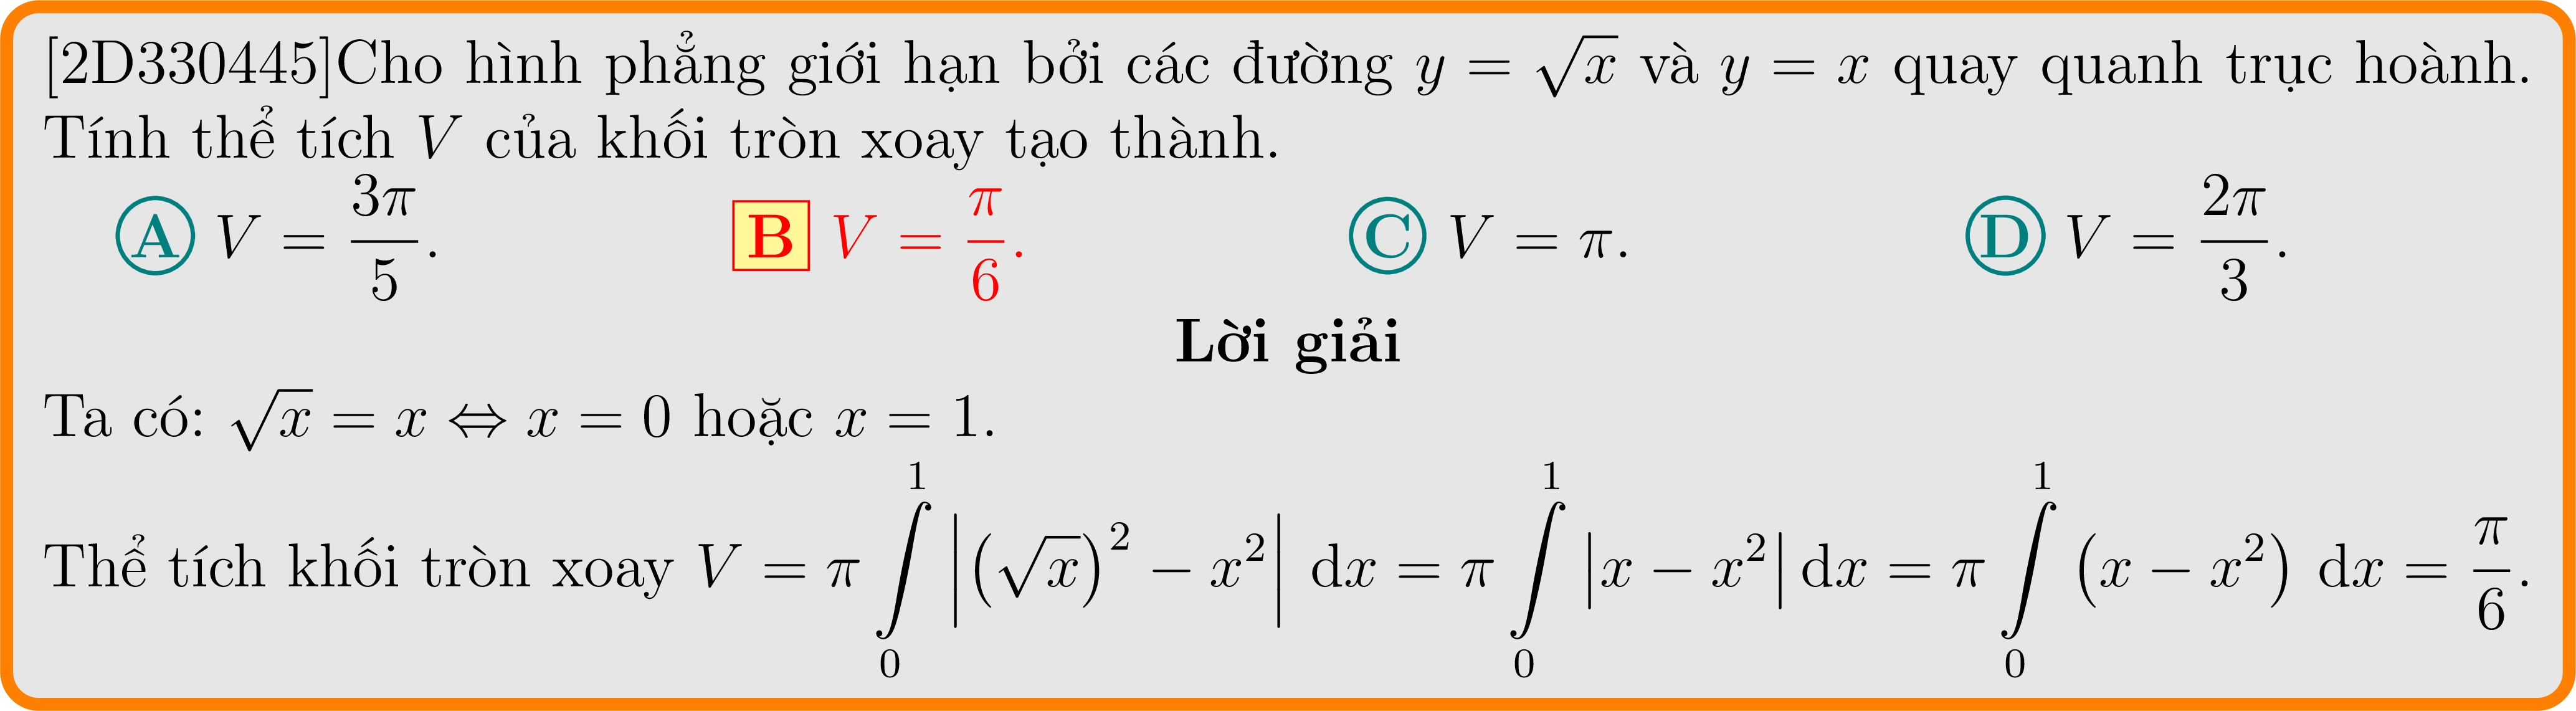 [2D330445]Cho hình phẳng giới hạn bởi các đường $y = \sqrt{x}$ và $y = x$ quay quanh trục hoành.
Tính thể tích $V$ của khối tròn xoay tạo thành.
Ⓐ $V = \dfrac{3\pi}{5}$. B $V = \dfrac{\pi}{6}$. Ⓒ $V = \pi$. Ⓓ $V = \dfrac{2\pi}{3}$.
Lời giải
Ta có: $\sqrt{x} = x \Leftrightarrow x = 0$ hoặc $x = 1$.
Thể tích khối tròn xoay $V = \pi \int\limits_0^1 \left|\left(\sqrt{x}\right)^2 - x^2\right| \mathrm{d}x = \pi \int\limits_0^1 \left|x - x^2\right| \mathrm{d}x = \pi \int\limits_0^1 \left(x - x^2\right) \mathrm{d}x = \dfrac{\pi}{6}$.